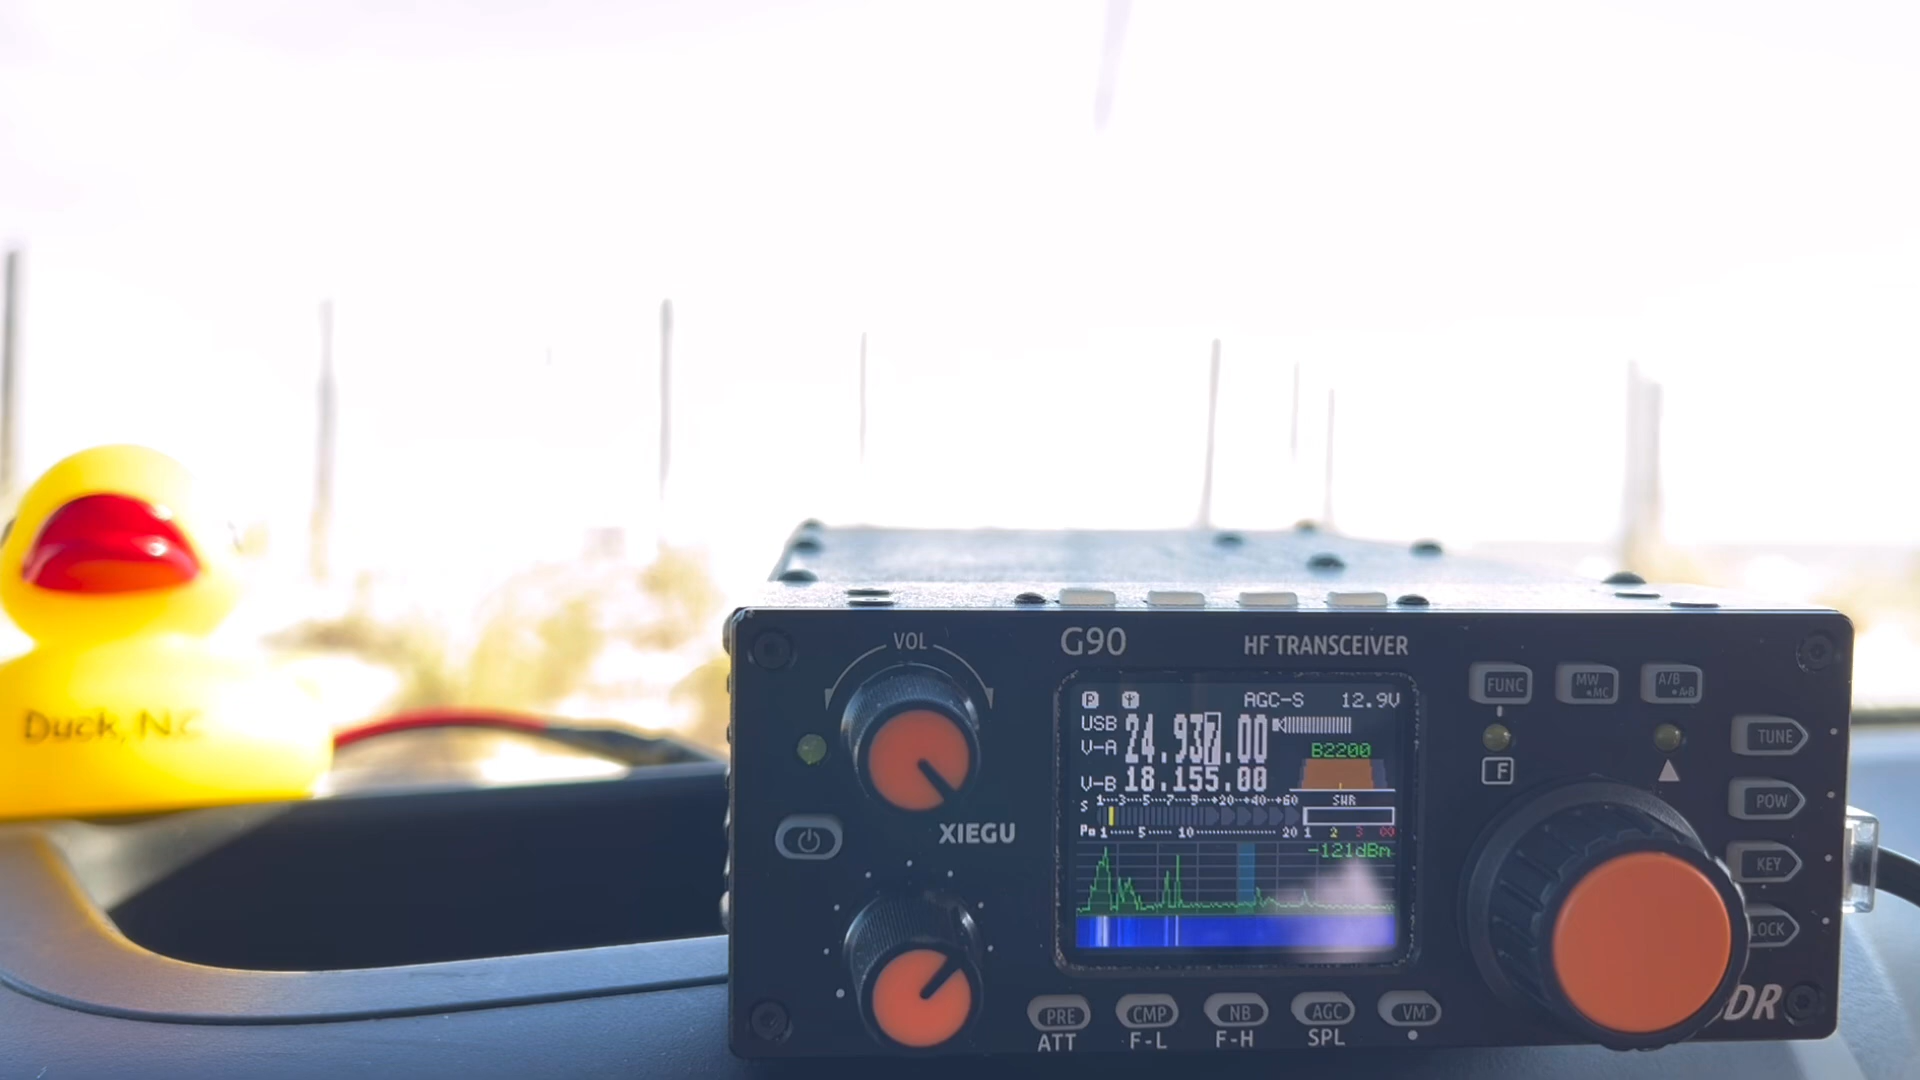 Duck, N.C.
VOL
G90
HF TRANSCEIVER
XIEGU
P AGC-S 12.9V
USB
V-A 24.937.00
B2200
V-B 18.155.00
S 1 3 5 7 9 +20 +40 +60
SWR
Po 1 5 10 20 1 2 3 ∞
-121dBm
FUNC
MW
MC
A/B
A=B
F
TUNE
POW
KEY
LOCK
PRE
CMP
NB
AGC
VM
ATT
F-L
F-H
SPL